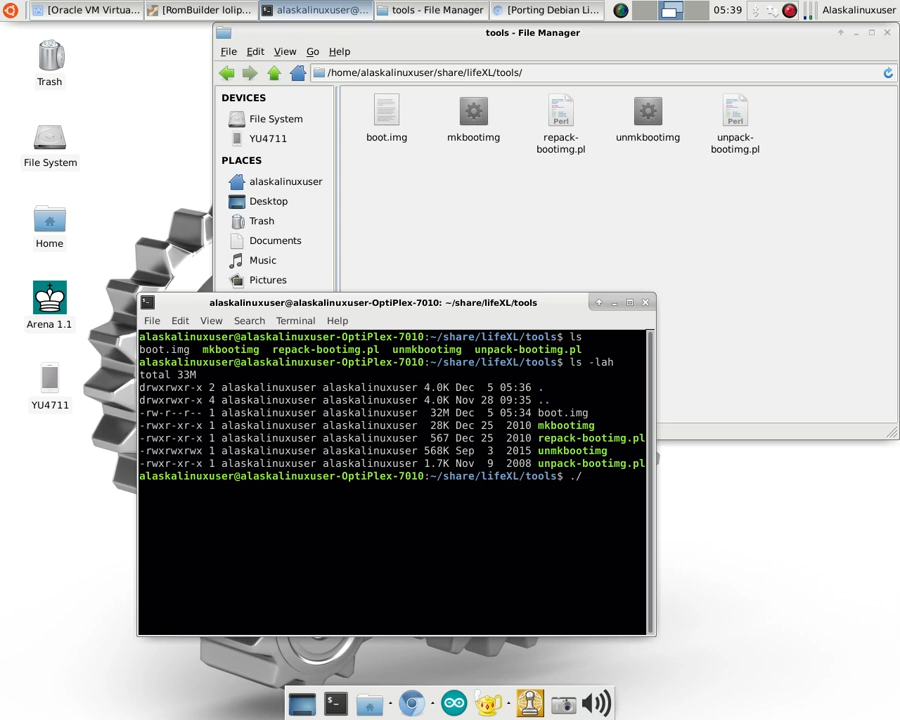 [Oracle VM Virtua...
[RomBuilder lolip...
alaskalinuxuser@...
tools - File Manager
[Porting Debian Li...
05:39
Alaskalinuxuser
Trash
File System
Home
Arena 1.1
YU4711
tools - File Manager
File Edit View Go Help
/home/alaskalinuxuser/share/lifeXL/tools/
DEVICES
File System
YU4711
PLACES
alaskalinuxuser
Desktop
Trash
Documents
Music
Pictures
boot.img
mkbootimg
Perl
repack-
bootimg.pl
unmkbootimg
Perl
unpack-
bootimg.pl
alaskalinuxuser@alaskalinuxuser-OptiPlex-7010: ~/share/lifeXL/tools
File Edit View Search Terminal Help
alaskalinuxuser@alaskalinuxuser-OptiPlex-7010:~/share/lifeXL/tools$ ls
boot.img mkbootimg repack-bootimg.pl unmkbootimg unpack-bootimg.pl
alaskalinuxuser@alaskalinuxuser-OptiPlex-7010:~/share/lifeXL/tools$ ls -lah
total 33M
drwxrwxr-x 2 alaskalinuxuser alaskalinuxuser 4.0K Dec 5 05:36 .
drwxrwxr-x 4 alaskalinuxuser alaskalinuxuser 4.0K Nov 28 09:35 ..
-rw-r--r-- 1 alaskalinuxuser alaskalinuxuser 32M Dec 5 05:34 boot.img
-rwxr-xr-x 1 alaskalinuxuser alaskalinuxuser 28K Dec 25 2010 mkbootimg
-rwxr-xr-x 1 alaskalinuxuser alaskalinuxuser 567 Dec 25 2010 repack-bootimg.pl
-rwxrwxrwx 1 alaskalinuxuser alaskalinuxuser 568K Sep 3 2015 unmkbootimg
-rwxr-xr-x 1 alaskalinuxuser alaskalinuxuser 1.7K Nov 9 2008 unpack-bootimg.pl
alaskalinuxuser@alaskalinuxuser-OptiPlex-7010:~/share/lifeXL/tools$ ./